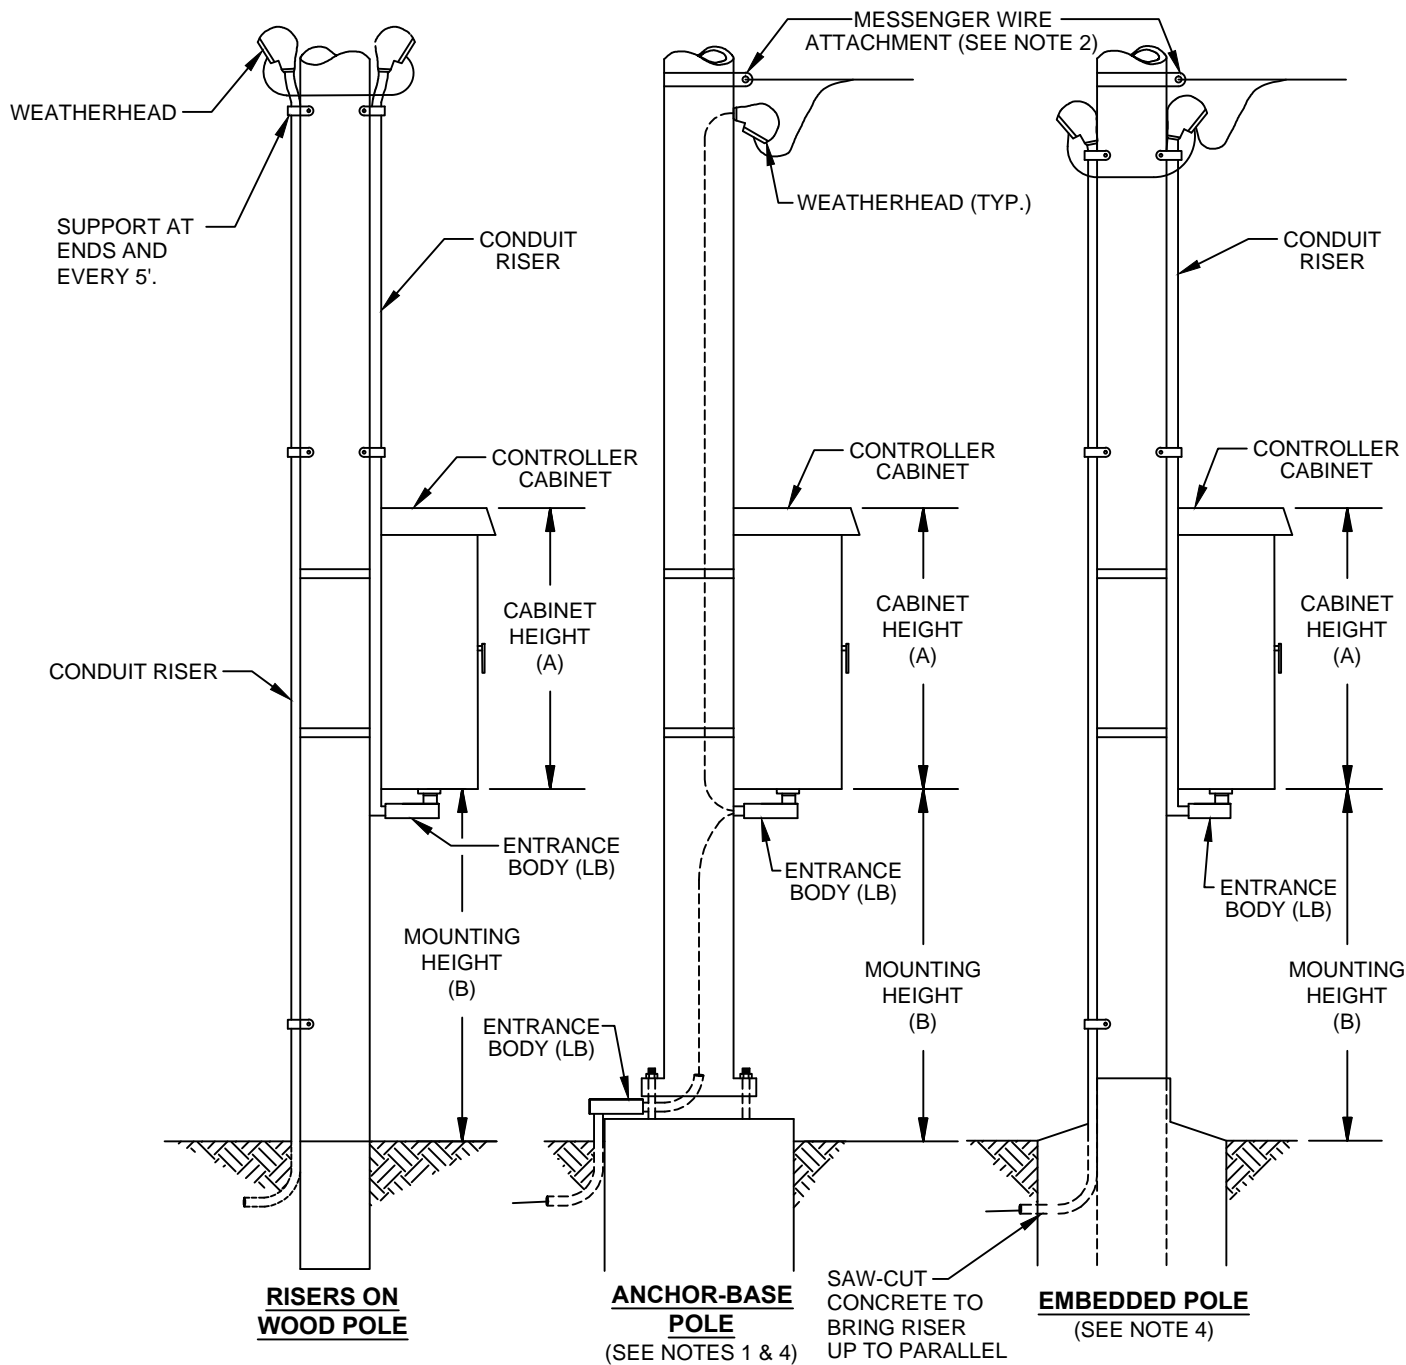 MESSENGER WIRE
ATTACHMENT (SEE NOTE 2)
WEATHERHEAD
WEATHERHEAD (TYP.)
SUPPORT AT
ENDS AND
EVERY 5'.
CONDUIT
RISER
CONDUIT
RISER
CONTROLLER
CABINET
CONTROLLER
CABINET
CONTROLLER
CABINET
CABINET
HEIGHT
(A)
CABINET
HEIGHT
(A)
CABINET
HEIGHT
(A)
CONDUIT RISER
ENTRANCE
BODY (LB)
ENTRANCE
BODY (LB)
ENTRANCE
BODY (LB)
MOUNTING
HEIGHT
(B)
MOUNTING
HEIGHT
(B)
MOUNTING
HEIGHT
(B)
ENTRANCE
BODY (LB)
RISERS ON
WOOD POLE
ANCHOR-BASE
POLE
(SEE NOTES 1 & 4)
SAW-CUT
CONCRETE TO
BRING RISER
UP TO PARALLEL
EMBEDDED POLE
(SEE NOTE 4)